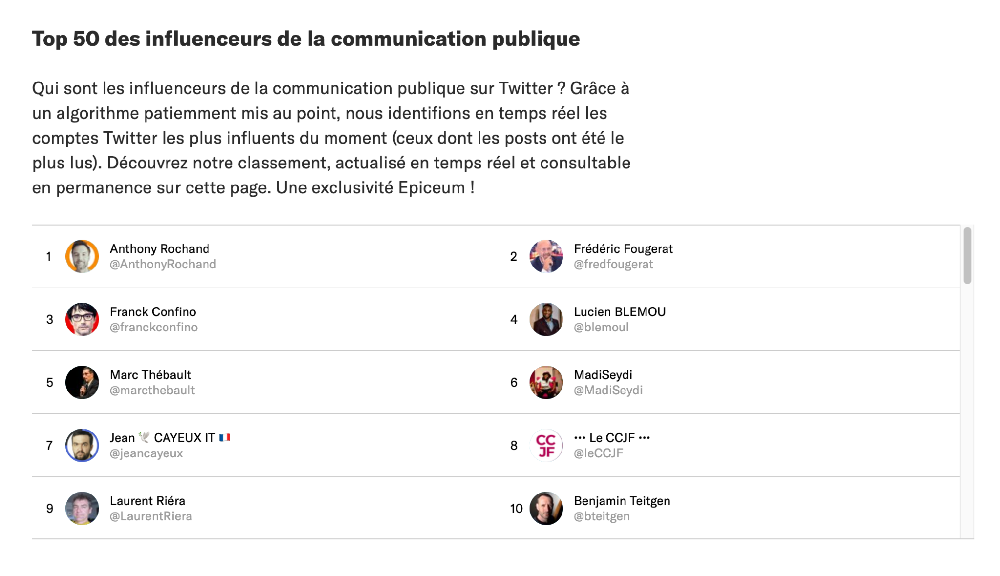 Top 50 des influenceurs de la communication publique
Qui sont les influenceurs de la communication publique sur Twitter ? Grâce à
un algorithme patiemment mis au point, nous identifions en temps réel les
comptes Twitter les plus influents du moment (ceux dont les posts ont été le
plus lus). Découvrez notre classement, actualisé en temps réel et consultable
en permanence sur cette page. Une exclusivité Epiceum !
1
Anthony Rochand
@AnthonyRochand
2
Frédéric Fougerat
@fredfougerat
3
Franck Confino
@franckconfino
4
Lucien BLEMOU
@blemoul
5
Marc Thébault
@marcthebault
6
MadiSeydi
@MadiSeydi
7
Jean 🕊️ CAYEUX IT 🇫🇷
@jeancayeux
8
CC
JF
••• Le CCJF •••
@leCCJF
9
Laurent Riéra
@LaurentRiera
10
Benjamin Teitgen
@bteitgen